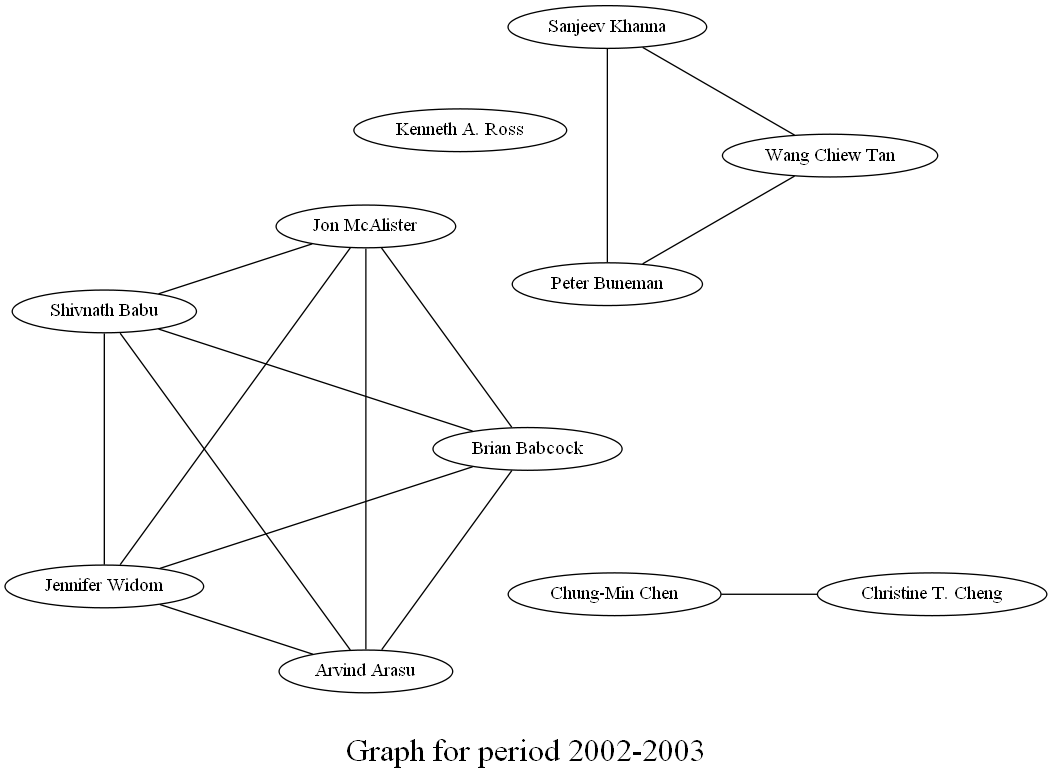 Sanjeev Khanna
Kenneth A. Ross
Wang Chiew Tan
Jon McAlister
Peter Buneman
Shivnath Babu
Brian Babcock
Jennifer Widom
Chung-Min Chen
Christine T. Cheng
Arvind Arasu
Graph for period 2002-2003